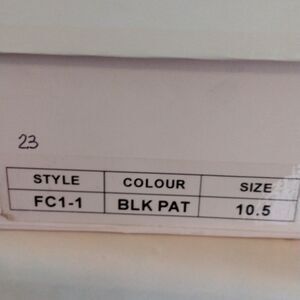 23
STYLE COLOUR SIZE
FC1-1 BLK PAT 10.5